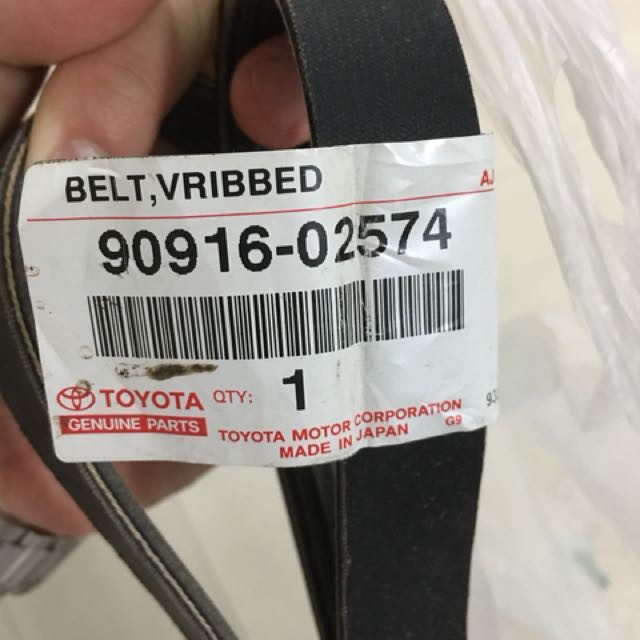 BELT,VRIBBED
90916-02574
TOYOTA QTY: 1
GENUINE PARTS
TOYOTA MOTOR CORPORATION G9
MADE IN JAPAN